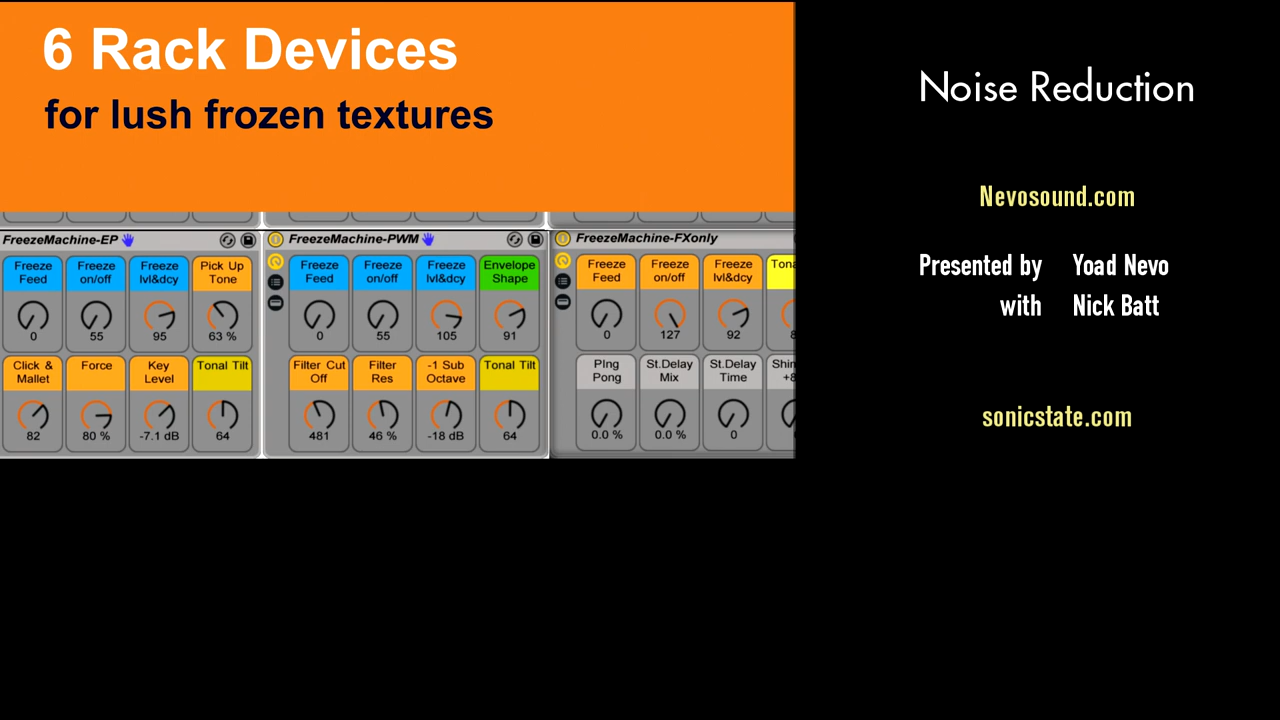 6 Rack Devices
for lush frozen textures
FreezeMachine-EP
Freeze Feed
Freeze on/off
Freeze lvl&dcy
Pick Up Tone
0
55
95
63 %
Click & Mallet
Force
Key Level
Tonal Tilt
82
80 %
-7.1 dB
64
FreezeMachine-PWM
Freeze Feed
Freeze on/off
Freeze lvl&dcy
Envelope Shape
0
55
105
91
Filter Cut Off
Filter Res
-1 Sub Octave
Tonal Tilt
481
46 %
-18 dB
64
FreezeMachine-FXonly
Freeze Feed
Freeze on/off
Freeze lvl&dcy
Tona
0
127
92
PIng Pong
St.Delay Mix
St.Delay Time
Shim +8
0.0 %
0.0 %
0
Noise Reduction
Nevosound.com
Presented by Yoad Nevo
with Nick Batt
sonicstate.com